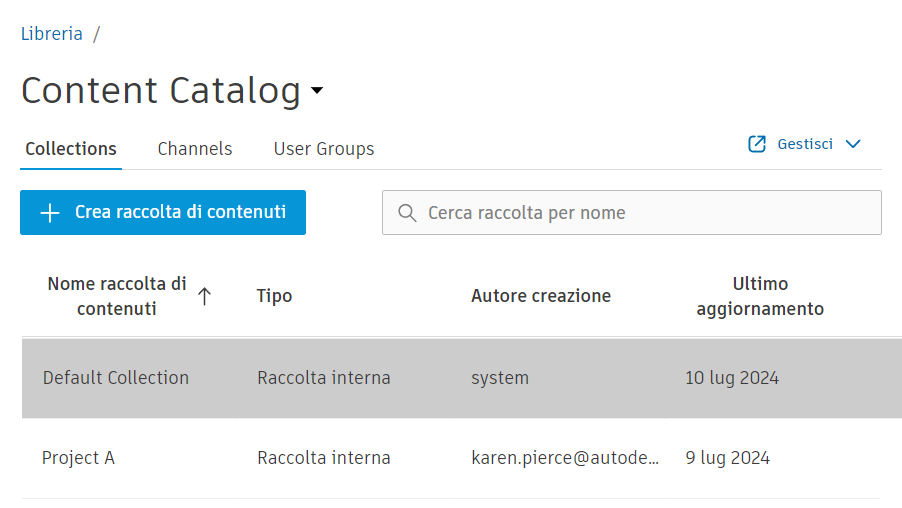 Libreria /
Content Catalog
Collections Channels User Groups Gestisci
Crea raccolta di contenuti Cerca raccolta per nome
Nome raccolta di contenuti Tipo Autore creazione Ultimo aggiornamento
Default Collection Raccolta interna system 10 lug 2024
Project A Raccolta interna karen.pierce@autode... 9 lug 2024